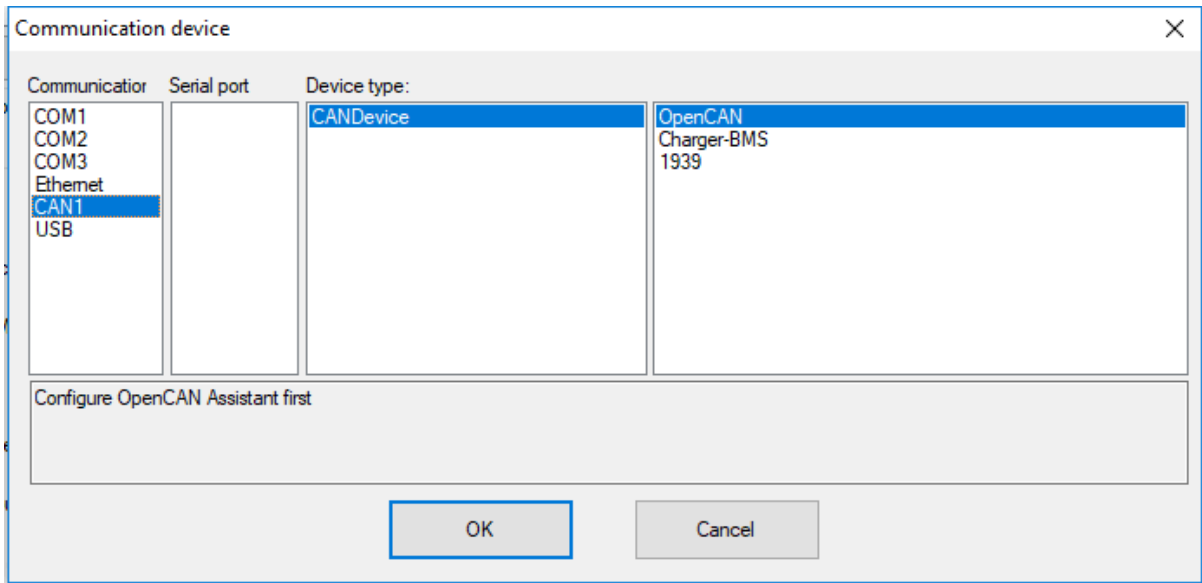 Communication device
Communication Serial port Device type:
COM1
COM2
COM3
Ethernet
CAN1
USB
CANDevice
OpenCAN
Charger-BMS
1939
Configure OpenCAN Assistant first
OK Cancel